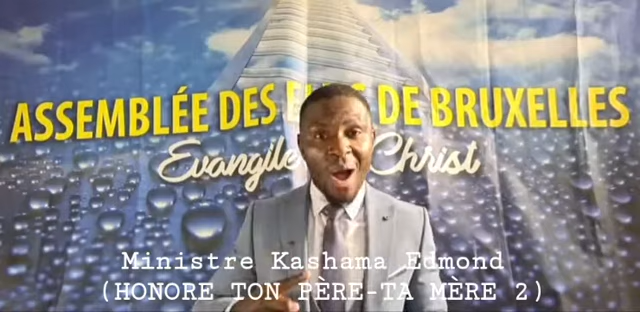 ASSEMBLÉE DES DE BRUXELLES
Evangile Christ
Ministre Kashama Edmond
(HONORE TON PÈRE-TA MÈRE 2)